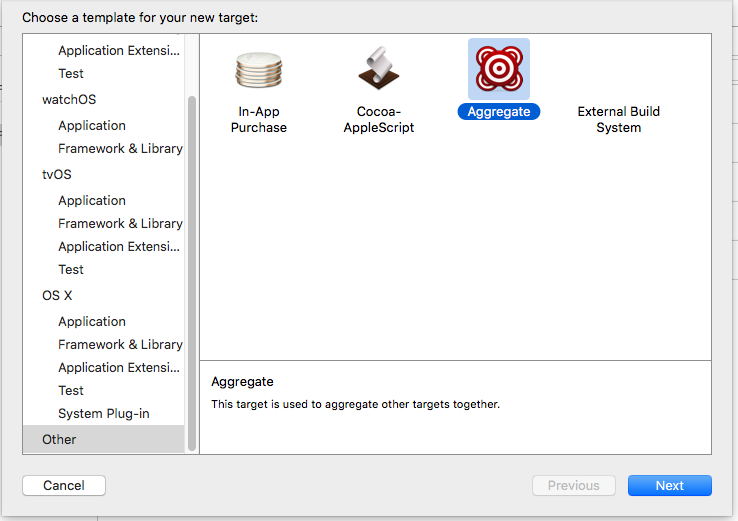 Choose a template for your new target:
Application Extensi...
Test
watchOS
Application
Framework & Library
tvOS
Application
Framework & Library
Application Extensi...
Test
OS X
Application
Framework & Library
Application Extensi...
Test
System Plug-in
Other
In-App
Purchase
Cocoa-
AppleScript
Aggregate
External Build
System
Aggregate
This target is used to aggregate other targets together.
Cancel
Previous
Next